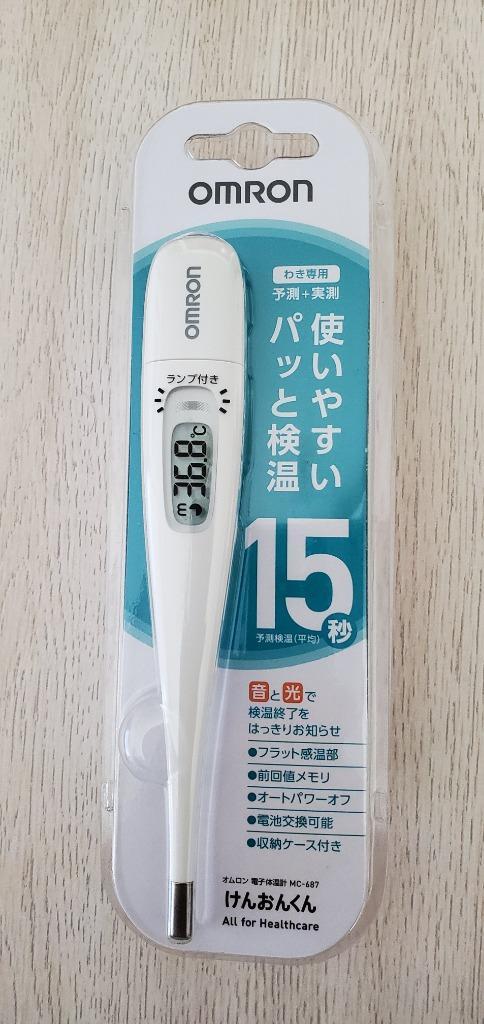 OMRON
OMRON
わき専用
予測+実測
使いやすい
パッと検温
ランプ付き
36.8℃
m
15秒
予測検温(平均)
音と光で
検温終了を
はっきりお知らせ
●フラット感温部
●前回値メモリ
●オートパワーオフ
●電池交換可能
●収納ケース付き
オムロン 電子体温計 MC-687
けんおんくん
All for Healthcare